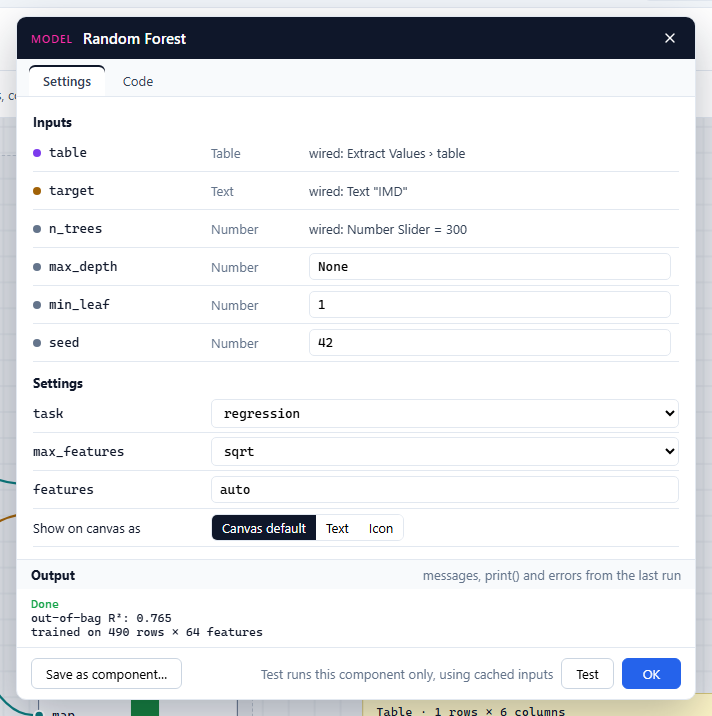 MODEL Random Forest ×
Settings Code
Inputs
table Table wired: Extract Values › table
target Text wired: Text "IMD"
n_trees Number wired: Number Slider = 300
max_depth Number None
min_leaf Number 1
seed Number 42
Settings
task regression
max_features sqrt
features auto
Show on canvas as Canvas default Text Icon
Output messages, print() and errors from the last run
Done
out-of-bag R²: 0.765
trained on 490 rows × 64 features
Save as component... Test runs this component only, using cached inputs Test OK
Table · 1 rows × 6 columns